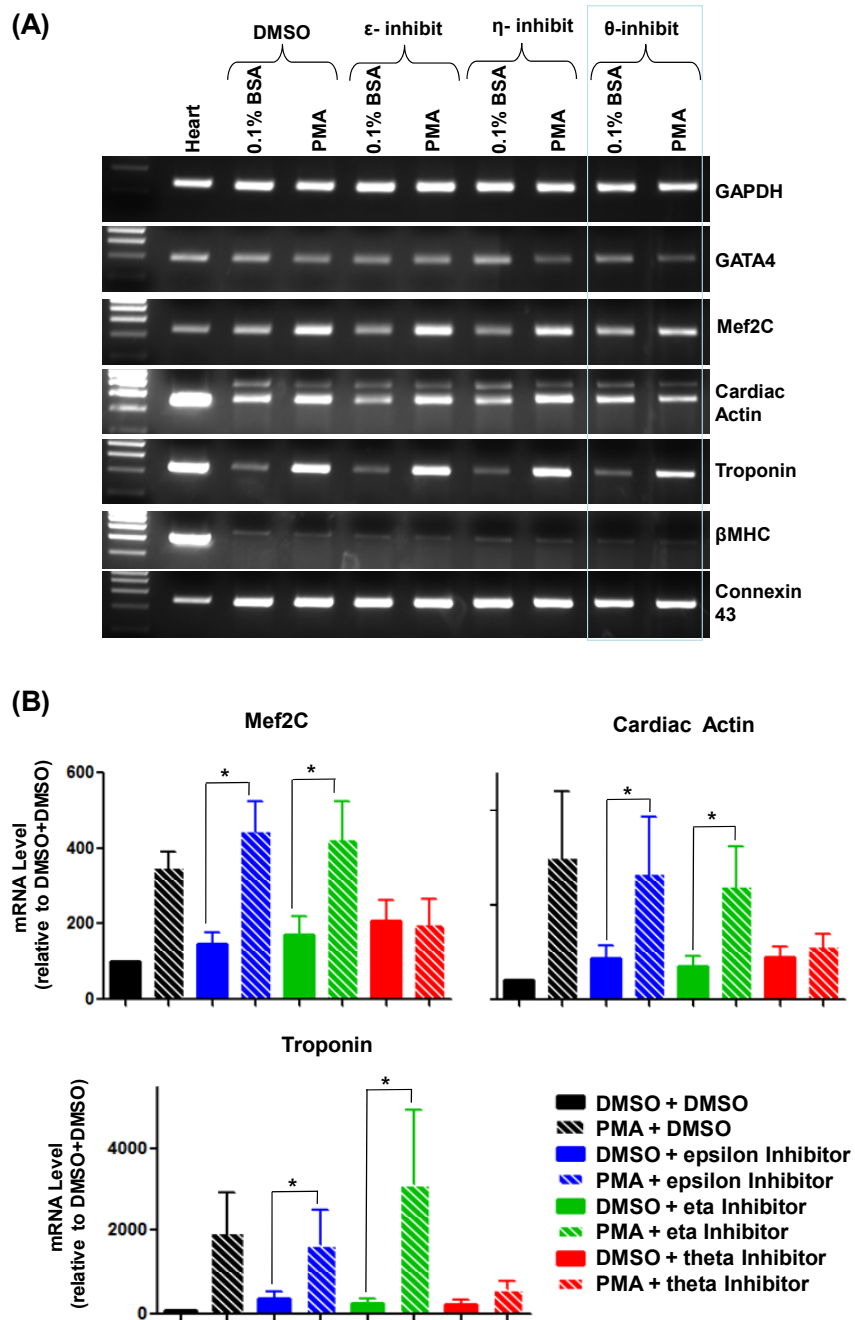 (A)
DMSO
ε- inhibit
η- inhibit
θ-inhibit
Heart
0.1% BSA
PMA
0.1% BSA
PMA
0.1% BSA
PMA
0.1% BSA
PMA
GAPDH
GATA4
Mef2C
Cardiac
Actin
Troponin
βMHC
Connexin
43
(B)
Mef2C
Cardiac Actin
mRNA Level
(relative to DMSO+DMSO)
600
400
200
0
*
*
*
*
Troponin
mRNA Level
(relative to DMSO+DMSO)
4000
2000
0
*
*
DMSO + DMSO
PMA + DMSO
DMSO + epsilon Inhibitor
PMA + epsilon Inhibitor
DMSO + eta Inhibitor
PMA + eta Inhibitor
DMSO + theta Inhibitor
PMA + theta Inhibitor